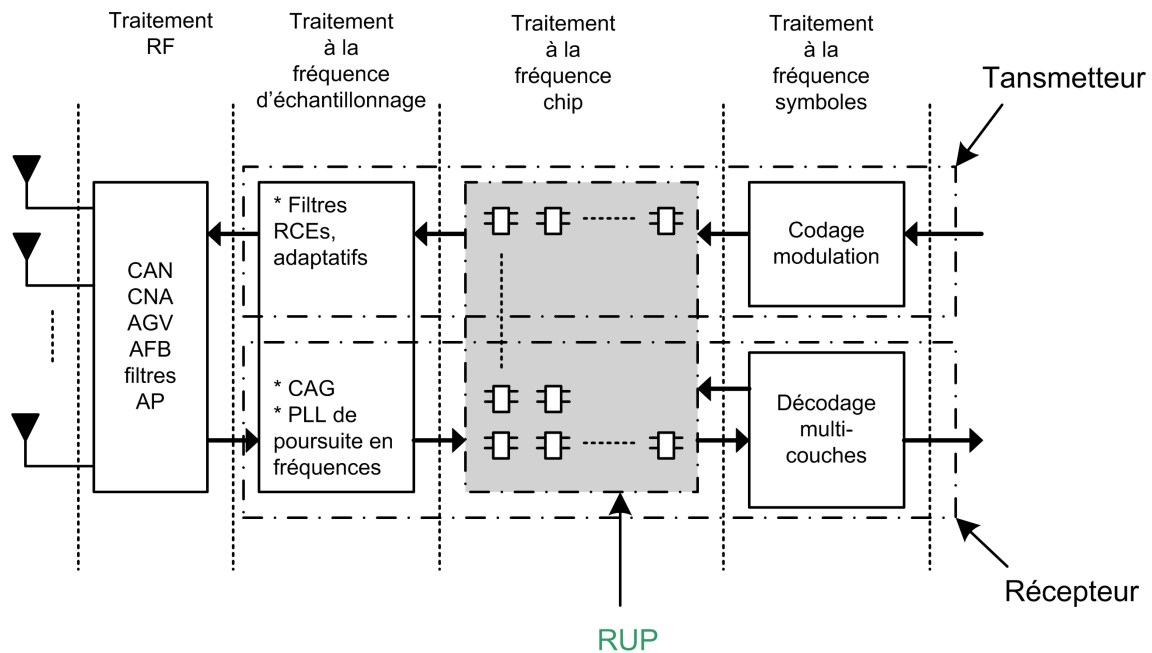 Traitement
RF
Traitement
à la
fréquence
d'échantillonnage
Traitement
à la
fréquence
chip
Traitement
à la
fréquence
symboles
Tansmetteur
CAN
CNA
AGV
AFB
filtres
AP
* Filtres
RCEs,
adaptatifs
* CAG
* PLL de
poursuite en
fréquences
Codage
modulation
Décodage
multi-
couches
Récepteur
RUP